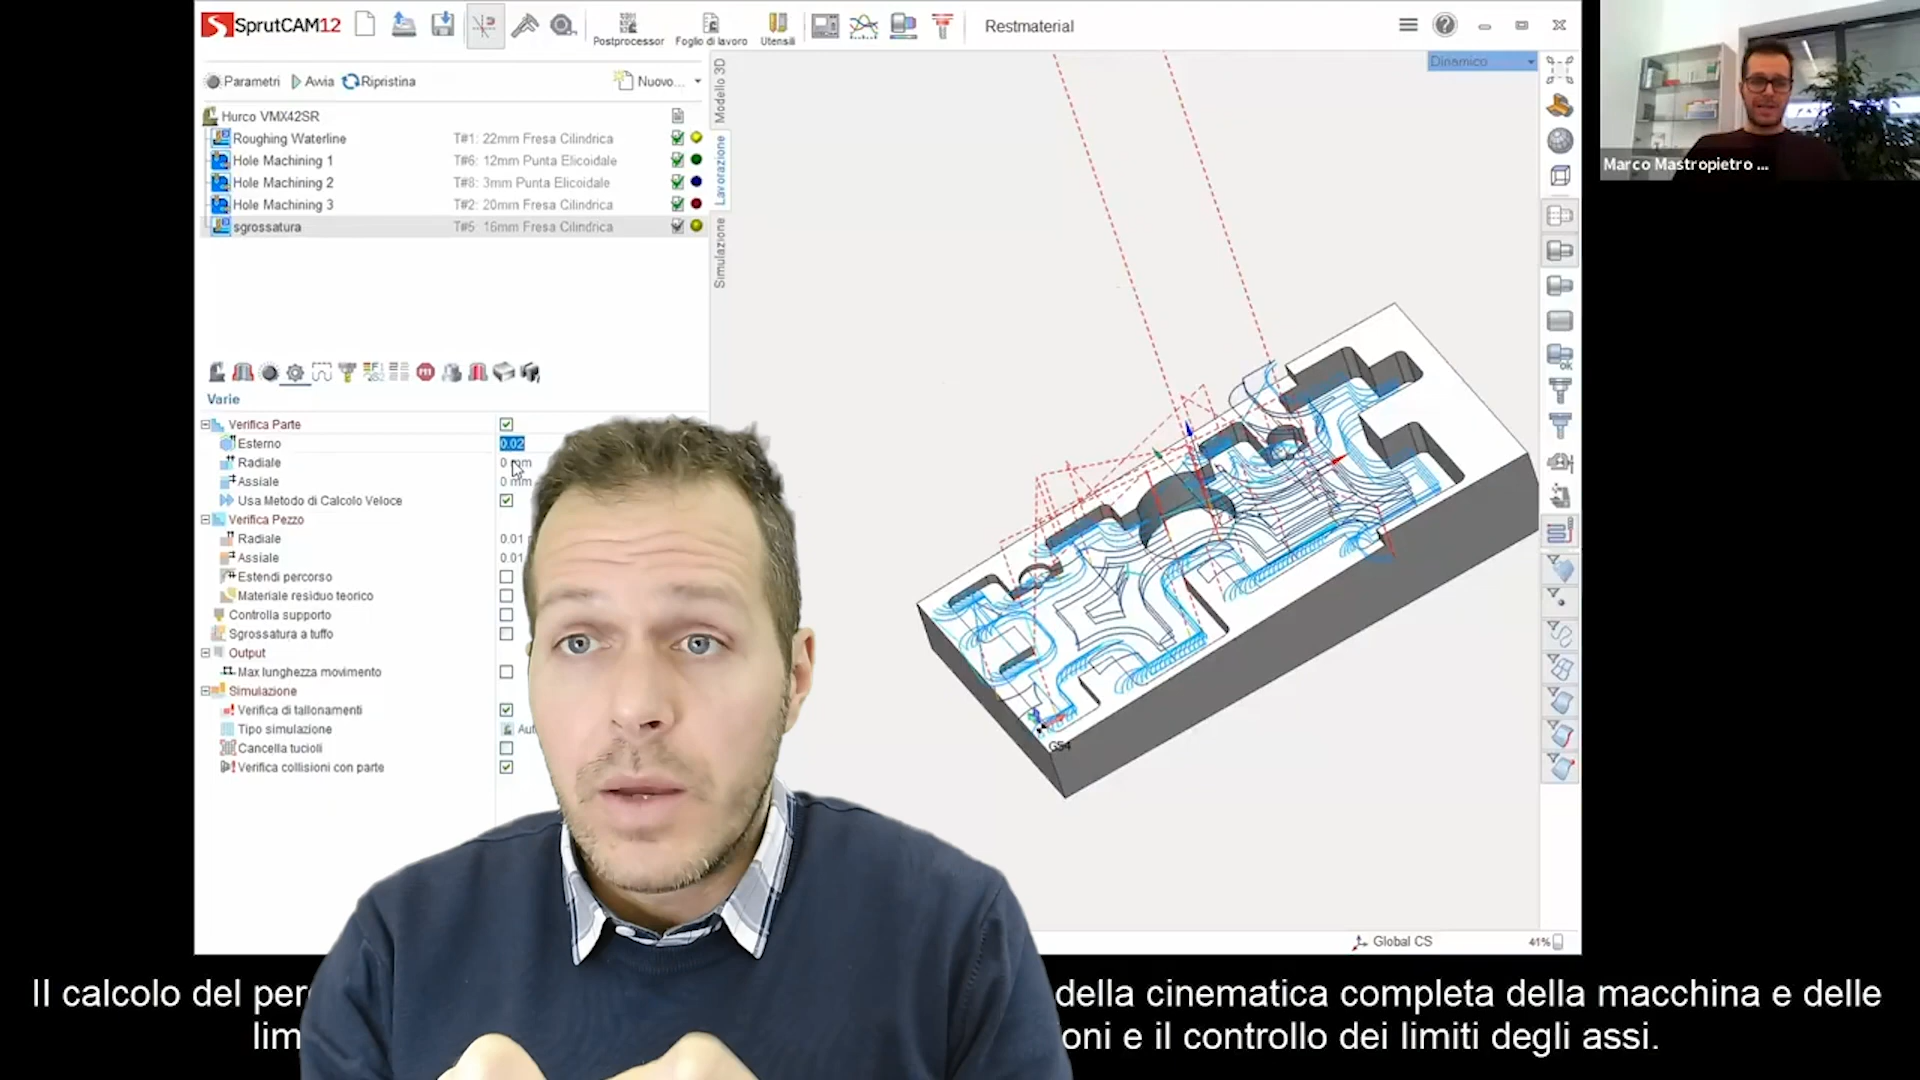 SprutCAM12
Postprocessor
Foglio di lavoro
Utensili
Restmaterial
Parametri
Avvia
Ripristina
Nuovo...
Modello 3D
Lavorazione
Simulazione
Dinamico
Marco Mastropietro ...
Hurco VMX42SR
Roughing Waterline T#1: 22mm Fresa Cilindrica
Hole Machining 1 T#6: 12mm Punta Elicoidale
Hole Machining 2 T#8: 3mm Punta Elicoidale
Hole Machining 3 T#2: 20mm Fresa Cilindrica
sgrossatura T#5: 16mm Fresa Cilindrica
Varie
Verifica Parte
Esterno 0.02
Radiale 0 mm
Assiale 0 mm
Usa Metodo di Calcolo Veloce
Verifica Pezzo
Radiale 0.01
Assiale 0.01
Estendi percorso
Materiale residuo teorico
Controlla supporto
Sgrossatura a tuffo
Output
Max lunghezza movimento
Simulazione
Verifica di tallonamenti
Tipo simulazione
Cancella tucioli
Verifica collisioni con parte
G54
Global CS
41%
Il calcolo del della cinematica completa della macchina e delle
e il controllo dei limiti degli assi.